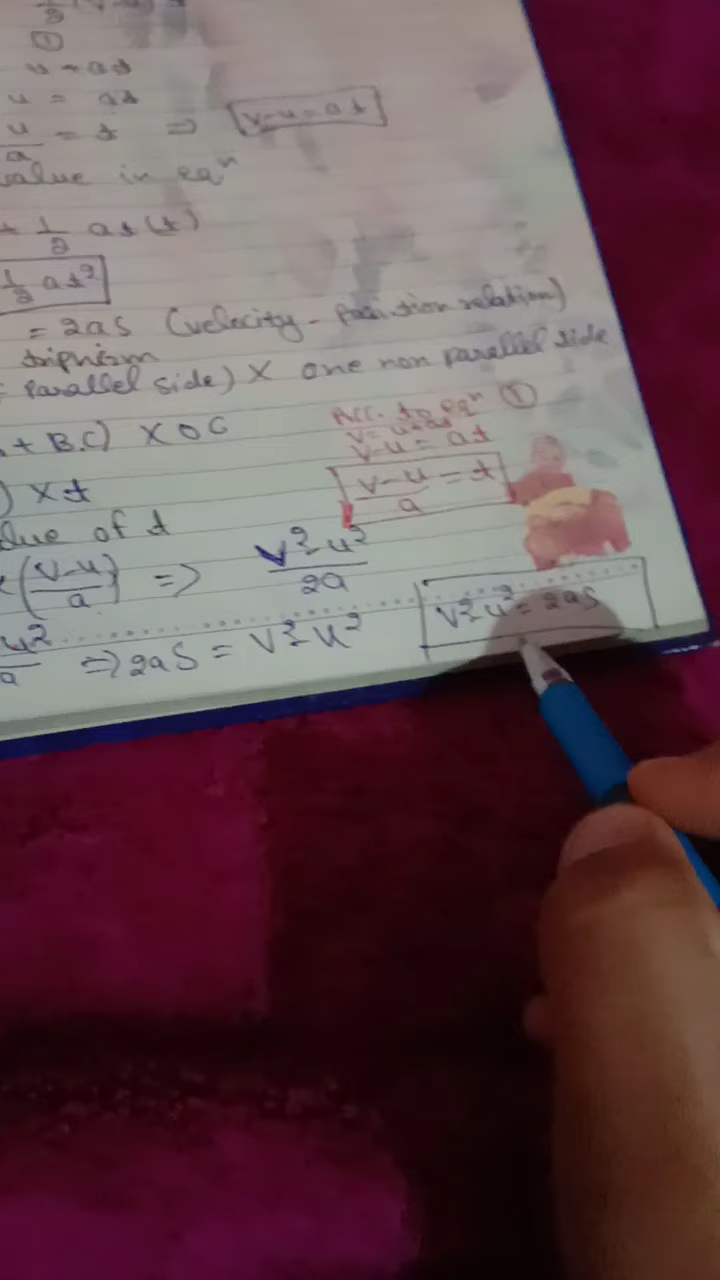 ①
v = at
u = at
u/a = t ⇒ v-u = at
value in eqⁿ
+ 1/2 at (t)
1/2 at²
= 2as (velocity - position relation)
Parallel side) × one non parallel side
Acc. to eqⁿ ①
+ B.C) × OC
v-u = at
) × t
v-u/a = t
lue of t
(v-u/a) ⇒ v²-u²/2a
v²-u² = 2as
u²/a ⇒ 2as = v²-u²